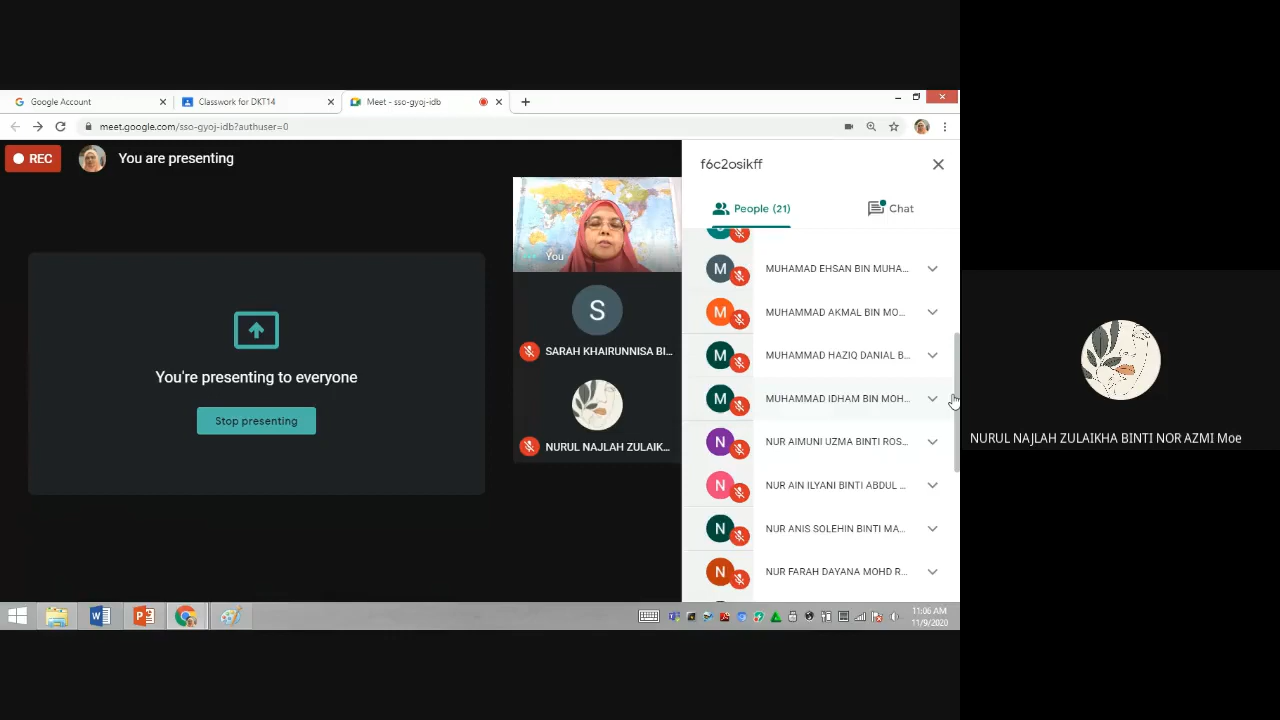 Google Account
Classwork for DKT14
Meet - sso-gyoj-idb
meet.google.com/sso-gyoj-idb?authuser=0
REC
You are presenting
You're presenting to everyone
Stop presenting
You
S
SARAH KHAIRUNNISA BI...
NURUL NAJLAH ZULAIK...
f6c2osikff
People (21)
Chat
M MUHAMAD EHSAN BIN MUHA...
M MUHAMMAD AKMAL BIN MO...
M MUHAMMAD HAZIQ DANIAL B...
M MUHAMMAD IDHAM BIN MOH...
N NUR AIMUNI UZMA BINTI ROS...
N NUR AIN ILYANI BINTI ABDUL ...
N NUR ANIS SOLEHIN BINTI MA...
N NUR FARAH DAYANA MOHD R...
11:06 AM
11/9/2020
NURUL NAJLAH ZULAIKHA BINTI NOR AZMI Moe